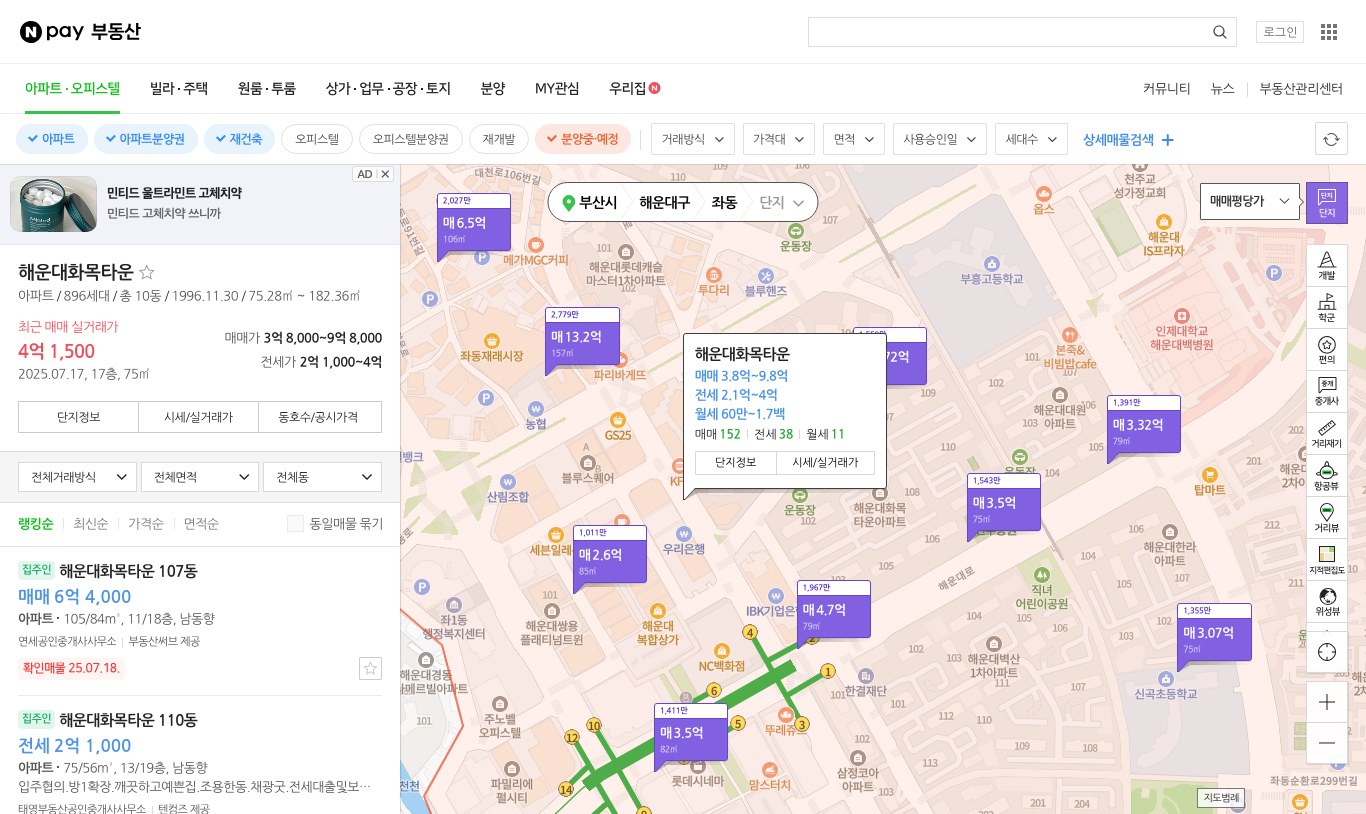 N pay 부동산
로그인
아파트 · 오피스텔
빌라 · 주택
원룸 · 투룸
상가 · 업무 · 공장 · 토지
분양
MY관심
우리집 N
커뮤니티
뉴스
부동산관리센터
아파트
아파트분양권
재건축
오피스텔
오피스텔분양권
재개발
분양중·예정
거래방식
가격대
면적
사용승인일
세대수
상세매물검색
AD
민티드 울트라민트 고체치약
민티드 고체치약 쓰니까
해운대화목타운
아파트 / 896세대 / 총 10동 / 1996.11.30 / 75.28㎡ ~ 182.36㎡
최근 매매 실거래가
4억 1,500
2025.07.17, 17층, 75㎡
매매가 3억 8,000~9억 8,000
전세가 2억 1,000~4억
단지정보
시세/실거래가
동호수/공시가격
전체거래방식
전체면적
전체동
랭킹순
최신순
가격순
면적순
동일매물 묶기
집주인 해운대화목타운 107동
매매 6억 4,000
아파트 · 105/84m², 11/18층, 남동향
연세공인중개사사무소 | 부동산써브 제공
확인매물 25.07.18.
집주인 해운대화목타운 110동
전세 2억 1,000
아파트 · 75/56m², 13/19층, 남동향
입주협의.방1확장.깨끗하고예쁜집.조용한동.채광굿.전세대출및보…
태영부동산공인중개사사무소 | 텐컴즈 제공
부산시
해운대구
좌동
단지
매매평당가
단지
단지
개발
학군
편의
중개
중개사
거리재기
항공뷰
거리뷰
지적편집도
위성뷰
지도범례
2,027만
매 6.5억
106㎡
2,779만
매 13.2억
157㎡
72억
1,391만
매 3.32억
79㎡
1,543만
매 3.5억
75㎡
1,011만
매 2.6억
85㎡
1,967만
매 4.7억
79㎡
1,355만
매 3.07억
75㎡
1,411만
매 3.5억
82㎡
해운대화목타운
매매 3.8억~9.8억
전세 2.1억~4억
월세 60만~1.7백
매매 152 | 전세 38 | 월세 11
단지정보
시세/실거래가
대천로106번길
메가MGC커피
해운대롯데캐슬
마스터1차아파트
투다리
블루핸즈
운동장
옵스
천주교
성가정교회
해운대
IS프라자
부흥고등학교
인제대학교
해운대백병원
본죽&
비빔밥cafe
해운대대원
아파트
좌동재래시장
파리바게뜨
농협
GS25
블루스퀘어
산림조합
우리은행
운동장
해운대화목
타운아파트
탑마트
해운대한라
아파트
해운대로
직녀
어린이공원
좌1동
행정복지센터
해운대쌍용
플래티넘트윈
해운대
복합상가
NC백화점
한결재단
해운대벽산
1차아파트
신곡초등학교
주노벨
오피스텔
파밀리에
펄시티
롯데시네마
뚜레쥬
맘스터치
삼정코아
아파트
좌동순환로299번길